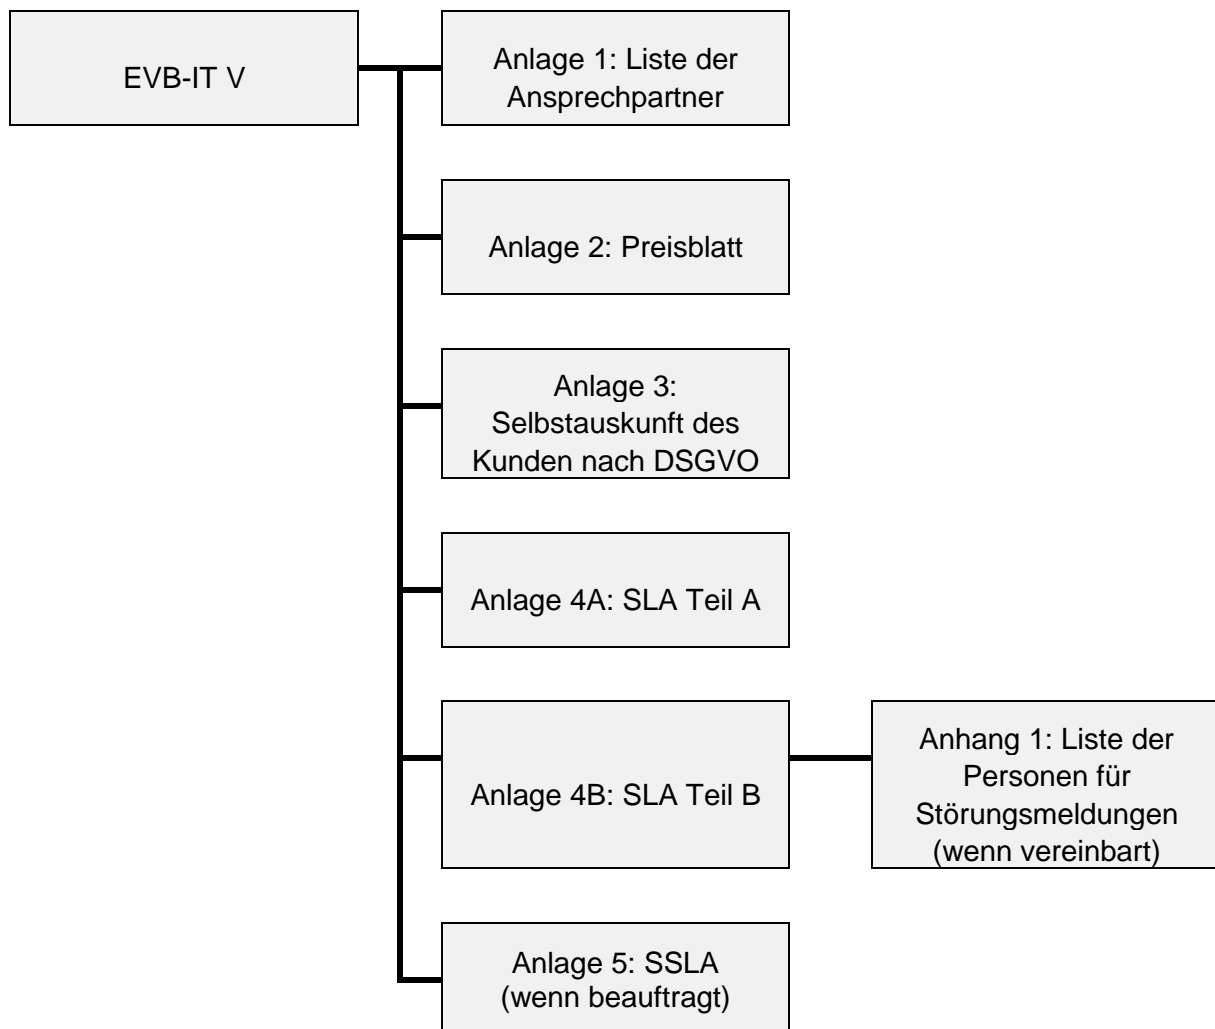 EVB-IT V
Anlage 1: Liste der
Ansprechpartner
Anlage 2: Preisblatt
Anlage 3:
Selbstauskunft des
Kunden nach DSGVO
Anlage 4A: SLA Teil A
Anlage 4B: SLA Teil B
Anhang 1: Liste der
Personen für
Störungsmeldungen
(wenn vereinbart)
Anlage 5: SSLA
(wenn beauftragt)